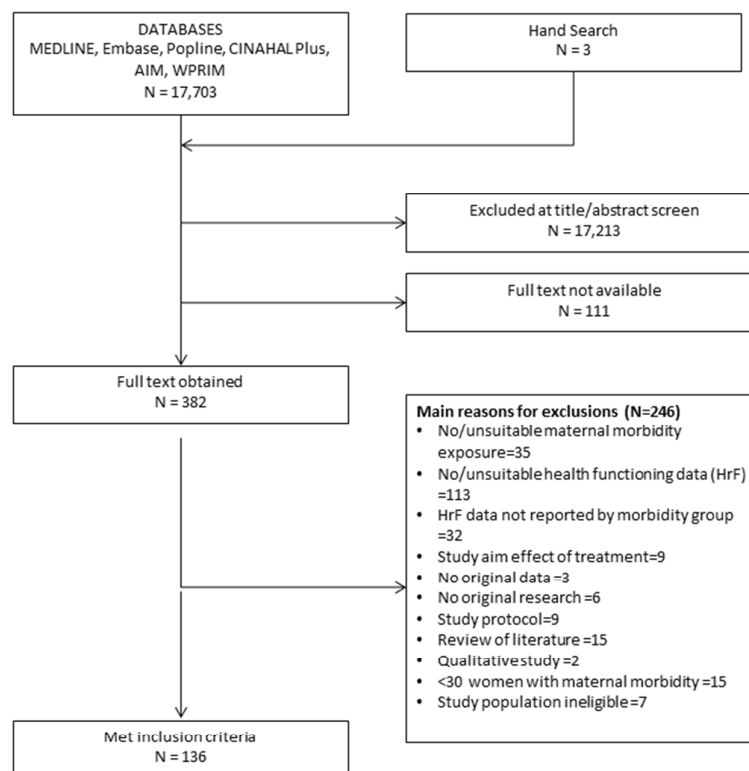 DATABASES
MEDLINE, Embase, Popline, CINAHAL Plus,
AIM, WPRIM
N = 17,703
Hand Search
N = 3
Excluded at title/abstract screen
N = 17,213
Full text not available
N = 111
Full text obtained
N = 382
Main reasons for exclusions (N=246)
• No/unsuitable maternal morbidity
exposure=35
• No/unsuitable health functioning data (HrF)
=113
• HrF data not reported by morbidity group
=32
• Study aim effect of treatment=9
• No original data =3
• No original research =6
• Study protocol=9
• Review of literature =15
• Qualitative study =2
• <30 women with maternal morbidity =15
• Study population ineligible =7
Met inclusion criteria
N = 136